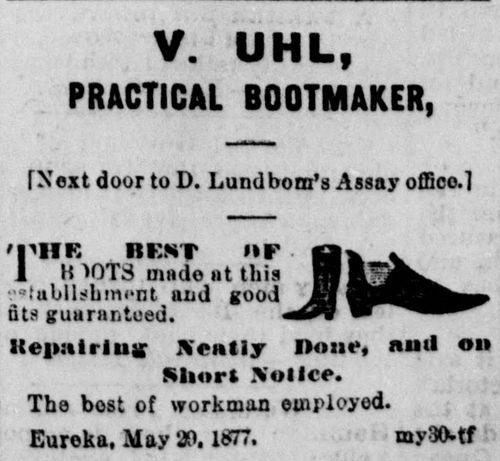 V. UHL,
PRACTICAL BOOTMAKER,
[Next door to D. Lundbom's Assay office.]
THE BEST OF
BOOTS made at this
establishment and good
fits guaranteed.
Repairing Neatly Done, and on
Short Notice.
The best of workman employed.
Eureka, May 29, 1877. my30-tf